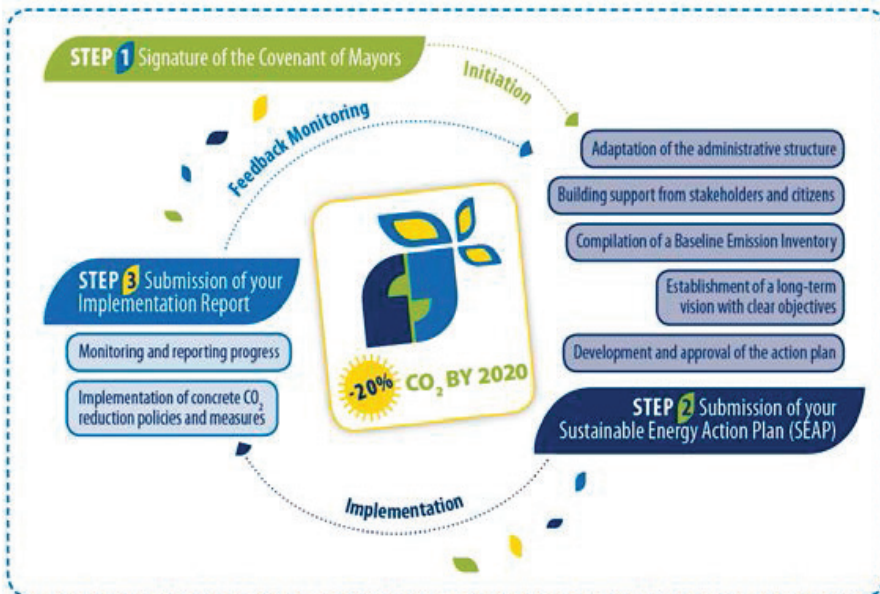 STEP 1 Signature of the Covenant of Mayors
Initiation
Feedback Monitoring
Adaptation of the administrative structure
Building support from stakeholders and citizens
Compilation of a Baseline Emission Inventory
Establishment of a long-term
vision with clear objectives
Development and approval of the action plan
STEP 2 Submission of your
Sustainable Energy Action Plan (SEAP)
Implementation
STEP 3 Submission of your
Implementation Report
Monitoring and reporting progress
Implementation of concrete CO₂
reduction policies and measures
-20% CO₂ BY 2020